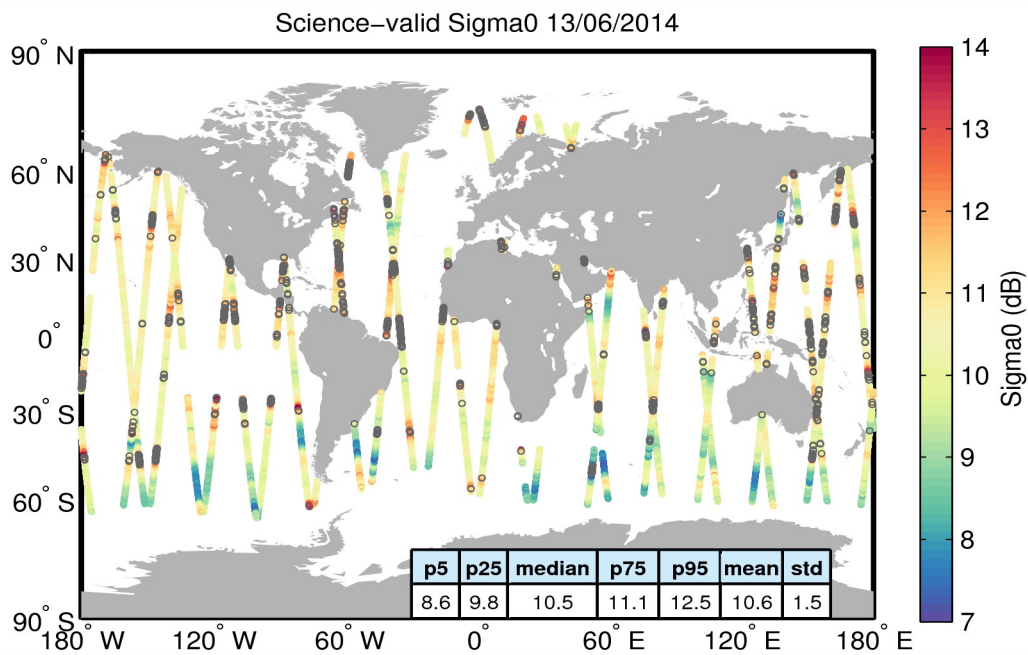 Science−valid Sigma0 13/06/2014
90° N
60° N
30° N
0°
30° S
60° S
90° S
180° W
120° W
60° W
0°
60° E
120° E
180° E
p5 p25 median p75 p95 mean std
8.6 9.8 10.5 11.1 12.5 10.6 1.5
14
13
12
11
10
9
8
7
Sigma0 (dB)